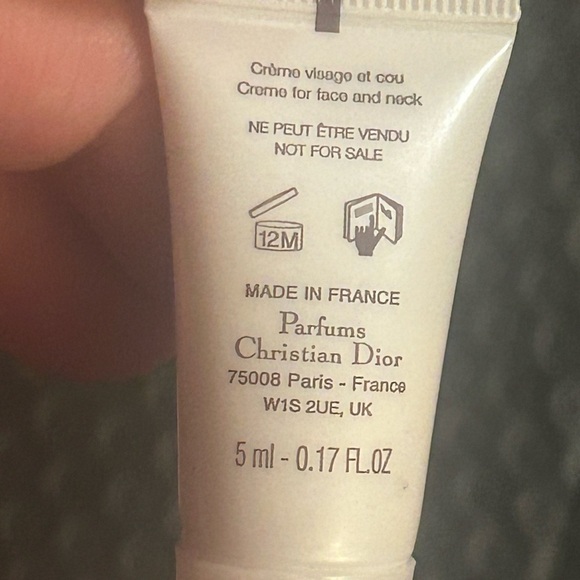 Crème visage et cou
Creme for face and neck
NE PEUT ÊTRE VENDU
NOT FOR SALE
12M
MADE IN FRANCE
Parfums
Christian Dior
75008 Paris - France
W1S 2UE, UK
5 ml - 0.17 FL.OZ